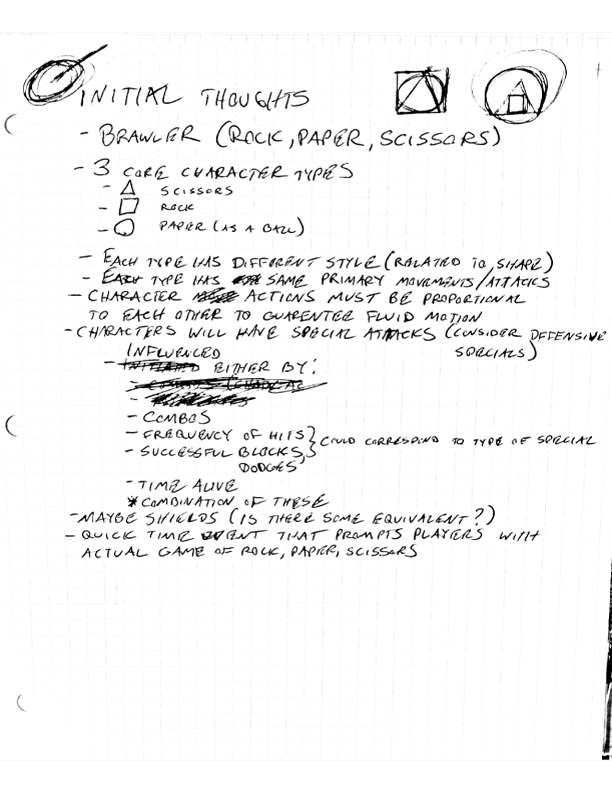 INITIAL THOUGHTS
- BRAWLER (ROCK, PAPER, SCISSORS)
- 3 CORE CHARACTER TYPES
- △ SCISSORS
- □ ROCK
- ○ PAPER (AS A BALL)
- EACH TYPE HAS DIFFERENT STYLE (RELATED TO SHAPE)
- EACH TYPE HAS SAME PRIMARY MOVEMENTS/ATTACKS
- CHARACTER ACTIONS MUST BE PROPORTIONAL
TO EACH OTHER TO GUARENTEE FLUID MOTION
- CHARACTERS WILL HAVE SPECIAL ATTACKS (CONSIDER DEFENSIVE
SPECIALS)
INFLUENCED
- EITHER BY:
- COMBOS
- FREQUENCY OF HITS } COULD CORRESPOND TO TYPE OF SPECIAL
- SUCCESSFUL BLOCKS,
DODGES
- TIME ALIVE
* COMBINATION OF THESE
- MAYBE SHIELDS (IS THERE SOME EQUIVALENT?)
- QUICK TIME EVENT THAT PROMPTS PLAYERS WITH
ACTUAL GAME OF ROCK, PAPER, SCISSORS